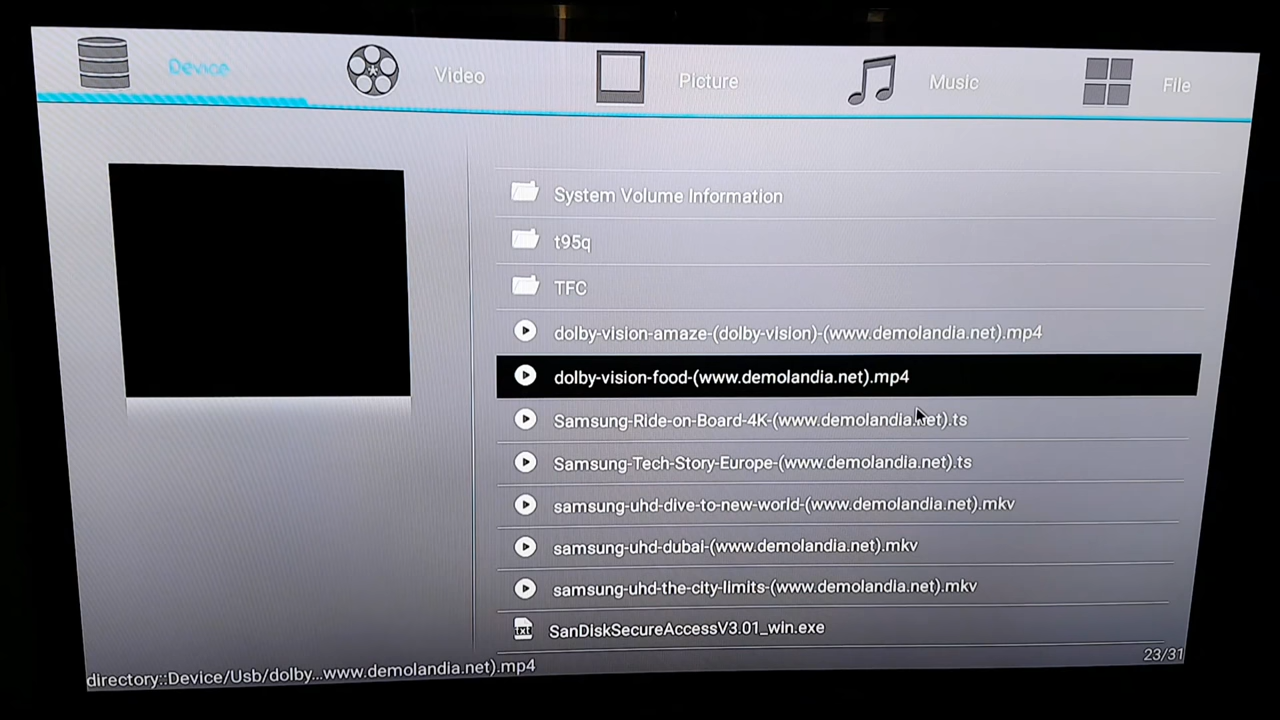 Device
Video
Picture
Music
File
System Volume Information
t95q
TFC
dolby-vision-amaze-(dolby-vision)-(www.demolandia.net).mp4
dolby-vision-food-(www.demolandia.net).mp4
Samsung-Ride-on-Board-4K-(www.demolandia.net).ts
Samsung-Tech-Story-Europe-(www.demolandia.net).ts
samsung-uhd-dive-to-new-world-(www.demolandia.net).mkv
samsung-uhd-dubai-(www.demolandia.net).mkv
samsung-uhd-the-city-limits-(www.demolandia.net).mkv
txt SanDiskSecureAccessV3.01_win.exe
directory::Device/Usb/dolby...www.demolandia.net).mp4
23/31